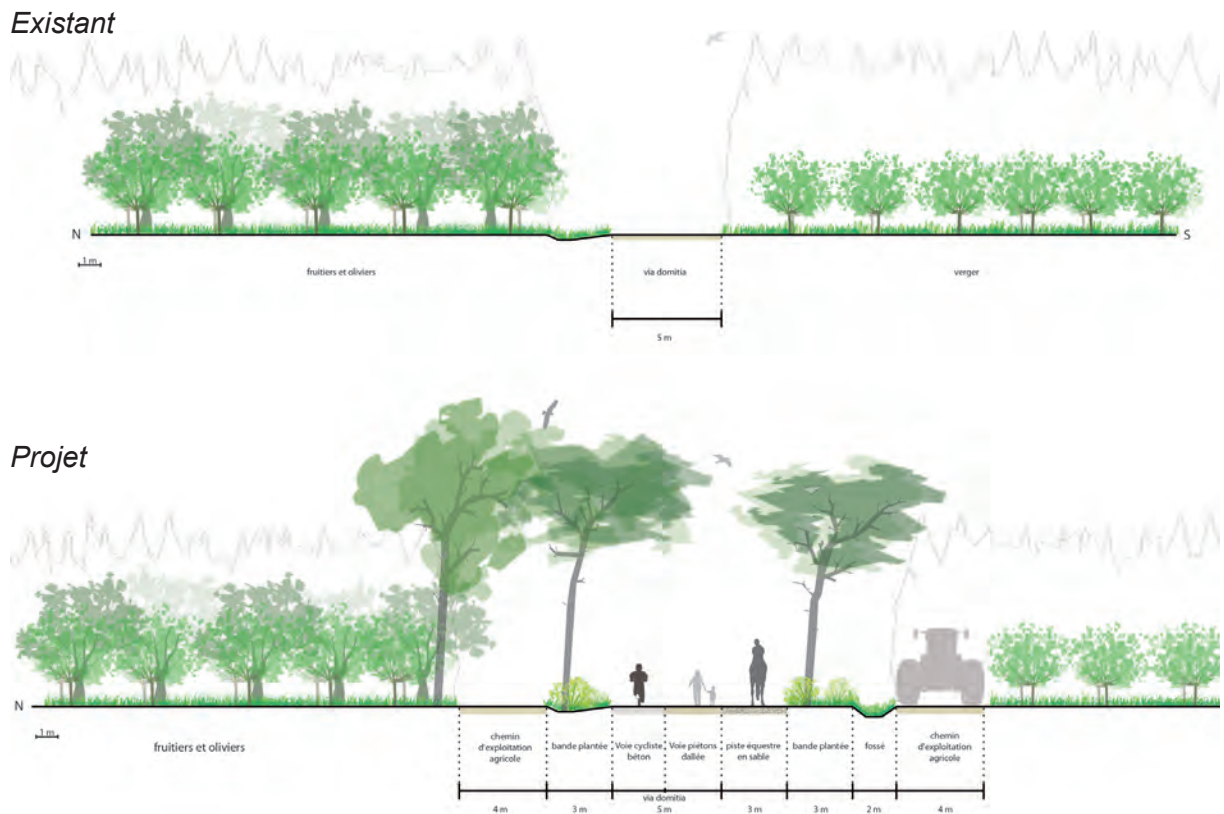 Existant
N
S
1 m
fruitiers et oliviers
via domitia
verger
5 m
Projet
N
1 m
fruitiers et oliviers
chemin
d'exploitation
agricole
bande plantée
Voie cycliste
béton
Voie piétons
dallée
piste équestre
en sable
bande plantée
fossé
chemin
d'exploitation
agricole
via domitia
4 m
3 m
5 m
3 m
3 m
2 m
4 m